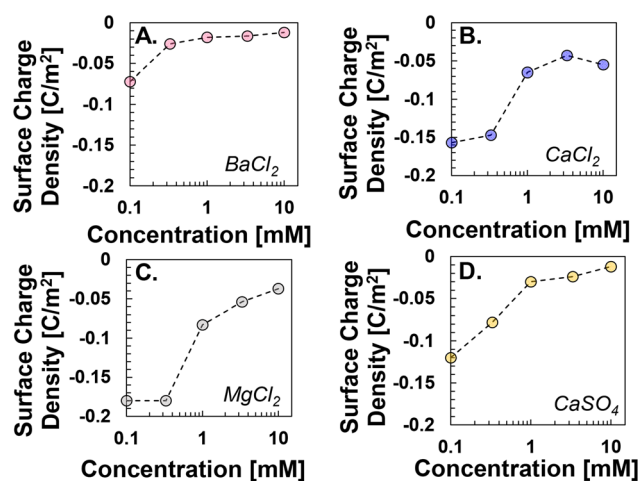 A.
Surface Charge
Density [C/m²]
0
-0.05
-0.1
-0.15
-0.2
BaCl₂
0.1
1
10
Concentration [mM]
B.
Surface Charge
Density [C/m²]
0
-0.05
-0.1
-0.15
-0.2
CaCl₂
0.1
1
10
Concentration [mM]
C.
Surface Charge
Density [C/m²]
0
-0.05
-0.1
-0.15
-0.2
MgCl₂
0.1
1
10
Concentration [mM]
D.
Surface Charge
Density [C/m²]
0
-0.05
-0.1
-0.15
-0.2
CaSO₄
0.1
1
10
Concentration [mM]